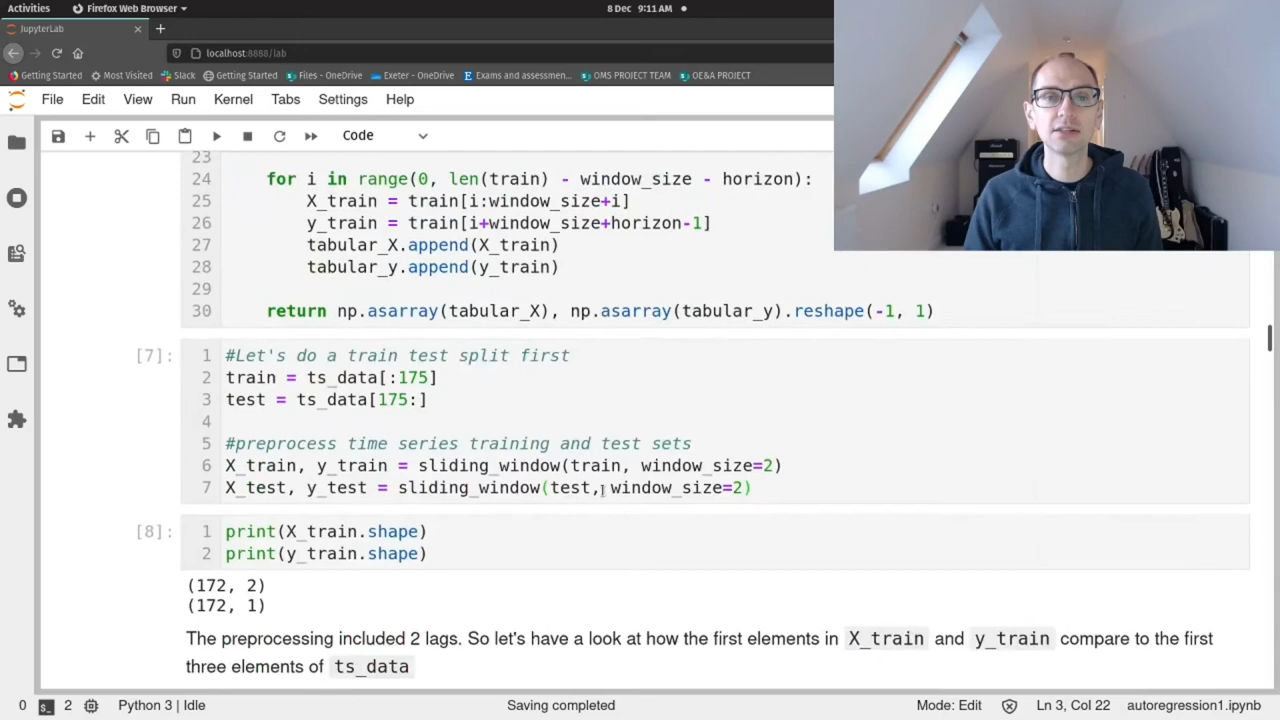 Activities Firefox Web Browser 8 Dec 9:11 AM
JupyterLab
localhost:8888/lab
Getting Started Most Visited Slack Getting Started Files - OneDrive Exeter - OneDrive Exams and assessmen... OMS PROJECT TEAM OE&A PROJECT
File Edit View Run Kernel Tabs Settings Help
Code
23
24 for i in range(0, len(train) - window_size - horizon):
25 X_train = train[i:window_size+i]
26 y_train = train[i+window_size+horizon-1]
27 tabular_X.append(X_train)
28 tabular_y.append(y_train)
29
30 return np.asarray(tabular_X), np.asarray(tabular_y).reshape(-1, 1)
[7]: 1 #Let's do a train test split first
2 train = ts_data[:175]
3 test = ts_data[175:]
4
5 #preprocess time series training and test sets
6 X_train, y_train = sliding_window(train, window_size=2)
7 X_test, y_test = sliding_window(test, window_size=2)
[8]: 1 print(X_train.shape)
2 print(y_train.shape)
(172, 2)
(172, 1)
The preprocessing included 2 lags. So let's have a look at how the first elements in X_train and y_train compare to the first
three elements of ts_data
0 $_ 2 Python 3 | Idle Saving completed Mode: Edit Ln 3, Col 22 autoregression1.ipynb